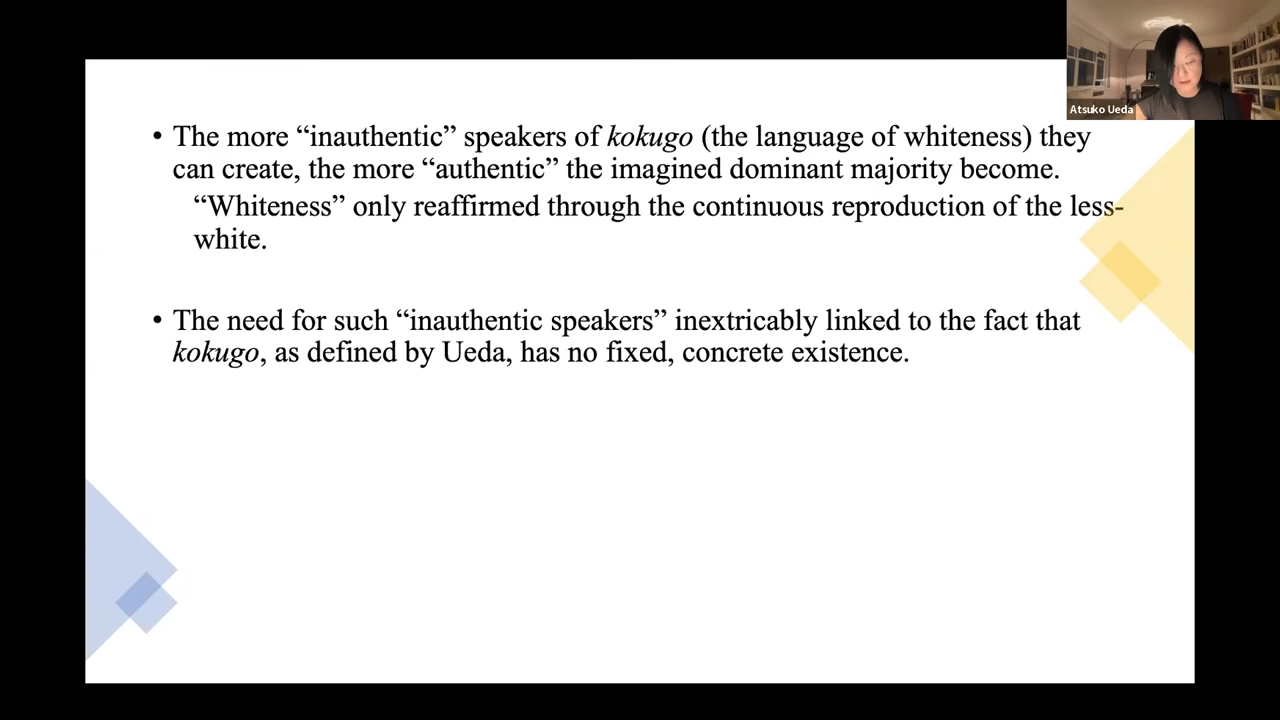 • The more “inauthentic” speakers of kokugo (the language of whiteness) they
can create, the more “authentic” the imagined dominant majority become.
“Whiteness” only reaffirmed through the continuous reproduction of the less-
white.
• The need for such “inauthentic speakers” inextricably linked to the fact that
kokugo, as defined by Ueda, has no fixed, concrete existence.
Atsuko Ueda